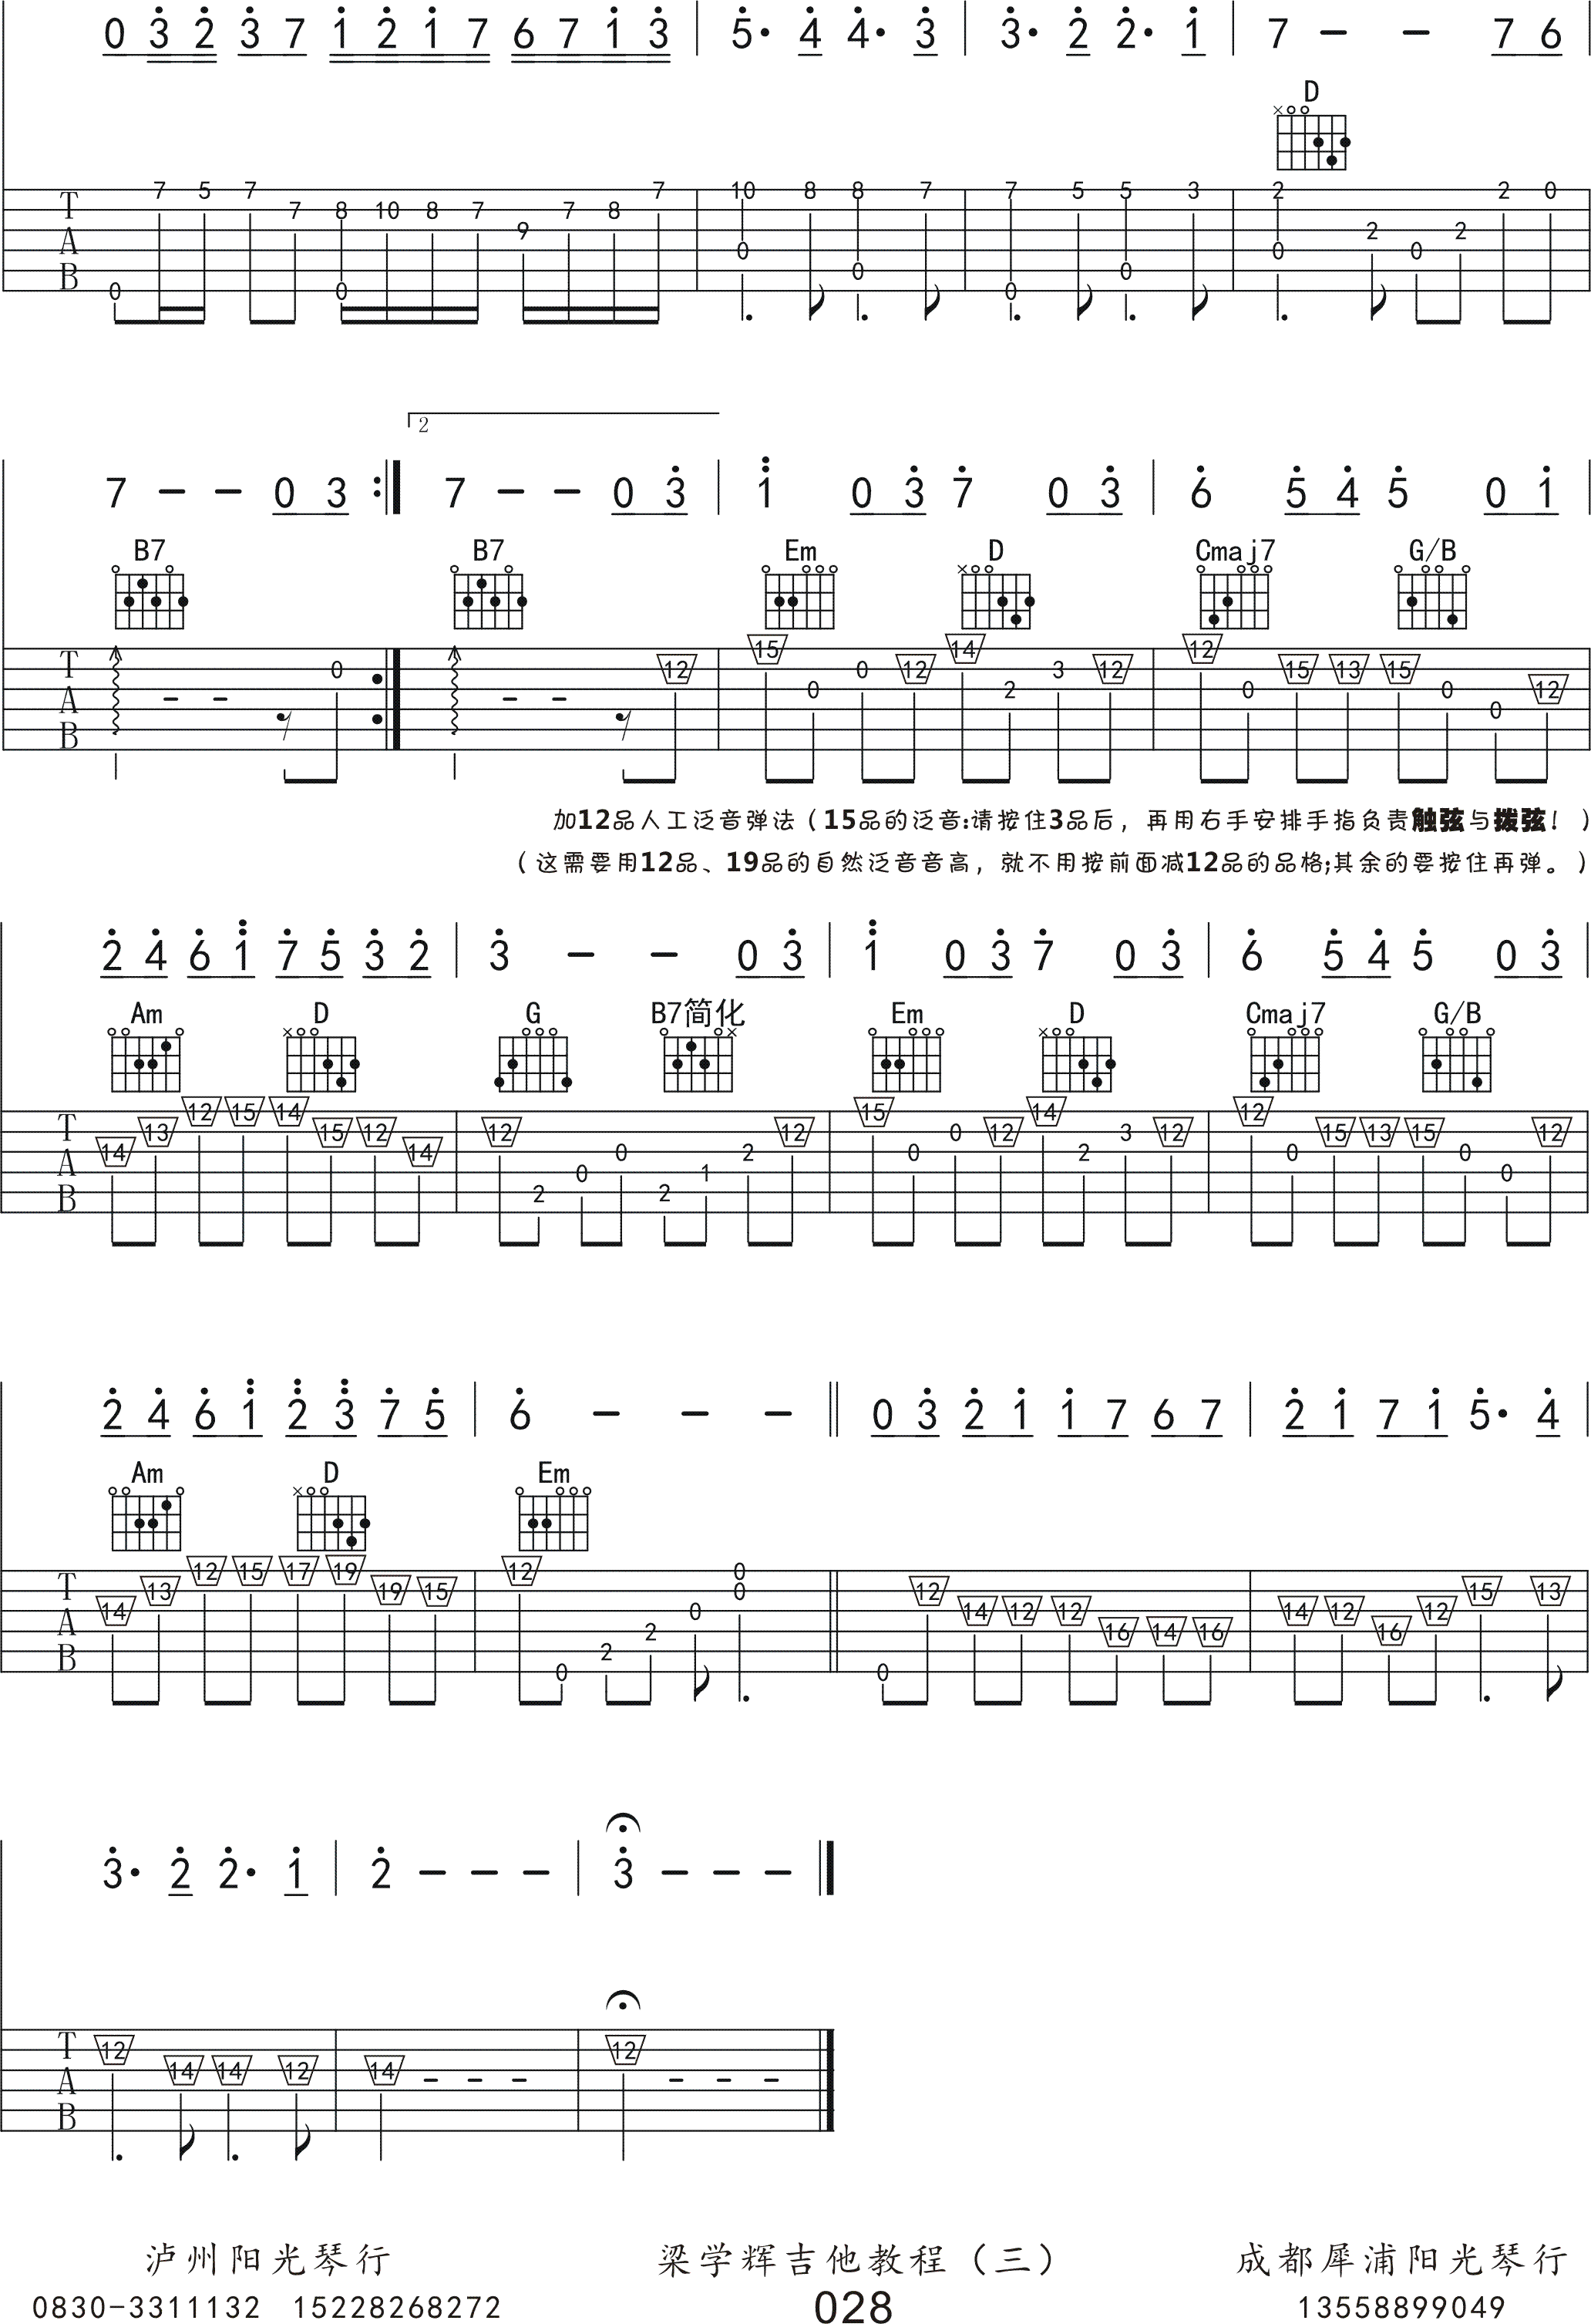 0 3 2 3 7 1 2 1 7 6 7 1 3 5· 4 4· 3 3· 2 2· 1 7 – – 7 6
D
T A B 0 7 5 7 7 8 0 10 8 7 9 7 8 7 10 0 8 8 0 7 7 0 5 5 0 3 2 0 2 0 2 2 0
2
7 – – 0 3 7 – – 0 3 1 0 3 7 0 3 6 5 4 5 0 1
B7 B7 Em D Cmaj7 G/B
T A B – – 0 – – 12 15 0 0 12 14 2 3 12 12 0 15 13 15 0 0 12
加12品人工泛音弹法（15品的泛音:请按住3品后，再用右手安排手指负责触弦与拨弦！）
（这需要用12品、19品的自然泛音音高，就不用按前面减12品的品格;其余的要按住再弹。）
2 4 6 1 7 5 3 2 3 – – 0 3 1 0 3 7 0 3 6 5 4 5 0 3
Am D G B7简化 Em D Cmaj7 G/B
T A B 14 13 12 15 14 15 12 14 12 2 0 0 2 1 2 12 15 0 0 12 14 2 3 12 12 0 15 13 15 0 0 12
2 4 6 1 2 3 7 5 6 – – – 0 3 2 1 1 7 6 7 2 1 7 1 5· 4
Am D Em
T A B 14 13 12 15 17 19 19 15 12 0 2 2 0 0 0 0 12 14 12 12 16 14 16 14 12 16 12 15 13
3· 2 2· 1 2 – – – 3 – – –
T A B 12 14 14 12 14 – – – 12 – – –
泸州阳光琴行 梁学辉吉他教程（三） 成都犀浦阳光琴行
0830-3311132 15228268272 028 13558899049